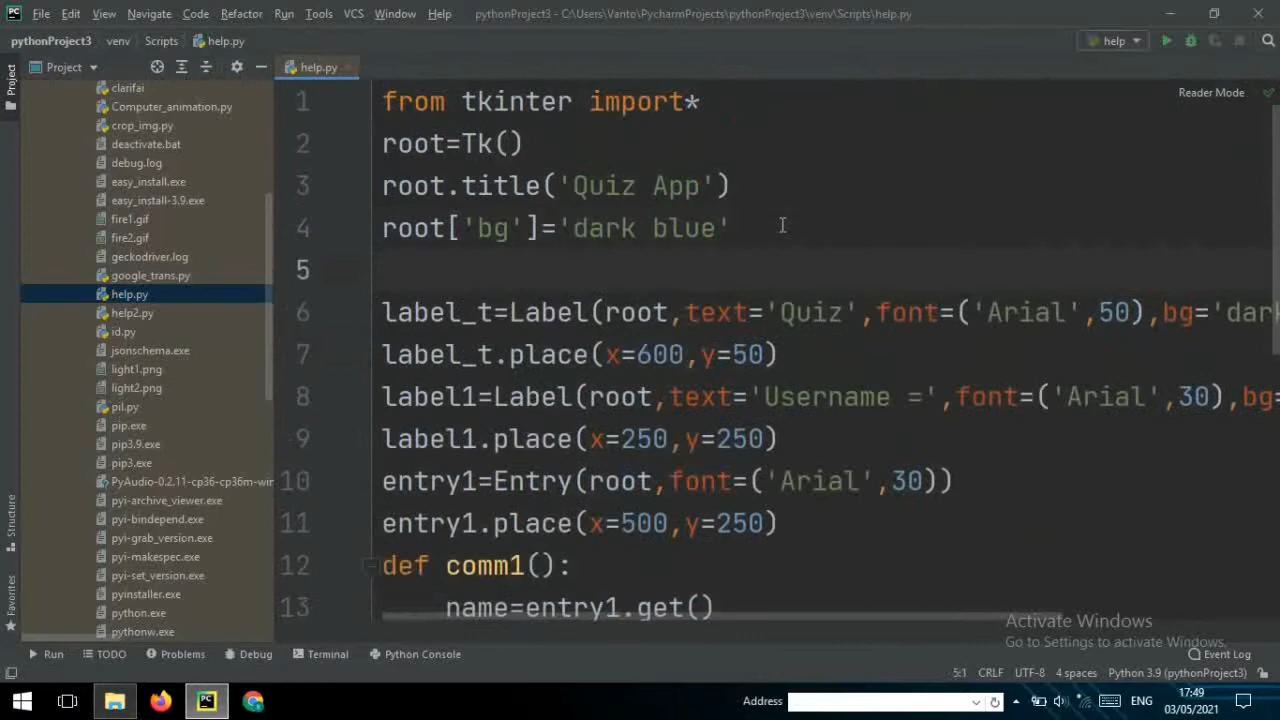 File Edit View Navigate Code Refactor Run Tools VCS Window Help pythonProject3 - C:\Users\Vanto\PycharmProjects\pythonProject3\venv\Scripts\help.py
pythonProject3 venv Scripts help.py help
Project help.py
Project
Reader Mode
clarifai
Computer_animation.py
crop_img.py
deactivate.bat
debug.log
easy_install.exe
easy_install-3.9.exe
fire1.gif
fire2.gif
geckodriver.log
google_trans.py
help.py
help2.py
id.py
jsonschema.exe
light1.png
light2.png
pil.py
pip.exe
pip3.9.exe
pip3.exe
PyAudio-0.2.11-cp36-cp36m-win
pyi-archive_viewer.exe
pyi-bindepend.exe
pyi-grab_version.exe
pyi-makespec.exe
pyi-set_version.exe
pyinstaller.exe
python.exe
pythonw.exe
Structure
Favorites
1 from tkinter import*
2 root=Tk()
3 root.title('Quiz App')
4 root['bg']='dark blue'
5
6 label_t=Label(root,text='Quiz',font=('Arial',50),bg='dark
7 label_t.place(x=600,y=50)
8 label1=Label(root,text='Username =',font=('Arial',30),bg=
9 label1.place(x=250,y=250)
10 entry1=Entry(root,font=('Arial',30))
11 entry1.place(x=500,y=250)
12 def comm1():
13 name=entry1.get()
Activate Windows
Go to Settings to activate Windows.
Run TODO Problems Debug Terminal Python Console Event Log
5:1 CRLF UTF-8 4 spaces Python 3.9 (pythonProject3)
Address ENG 17:49
03/05/2021